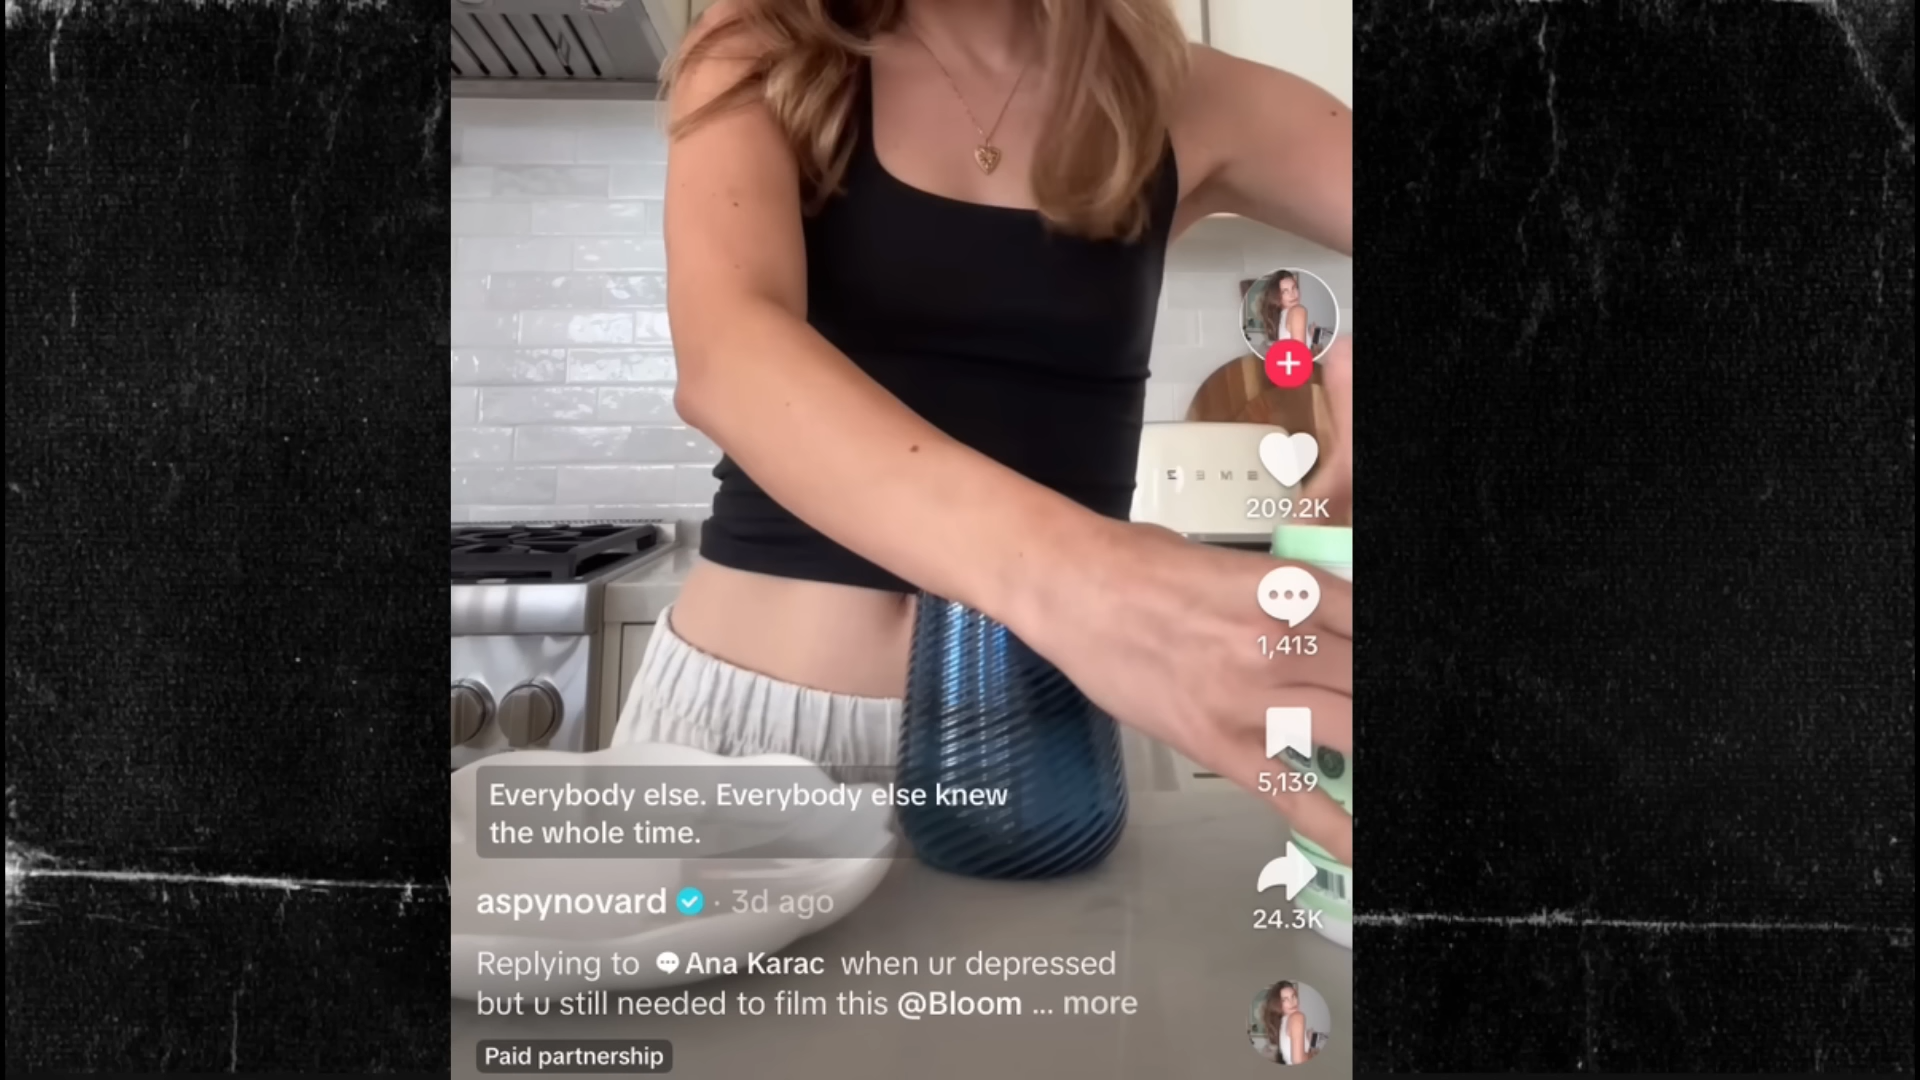 209.2K
1,413
5,139
Everybody else. Everybody else knew
the whole time.
aspynovard · 3d ago
24.3K
Replying to Ana Karac when ur depressed
but u still needed to film this @Bloom ... more
Paid partnership